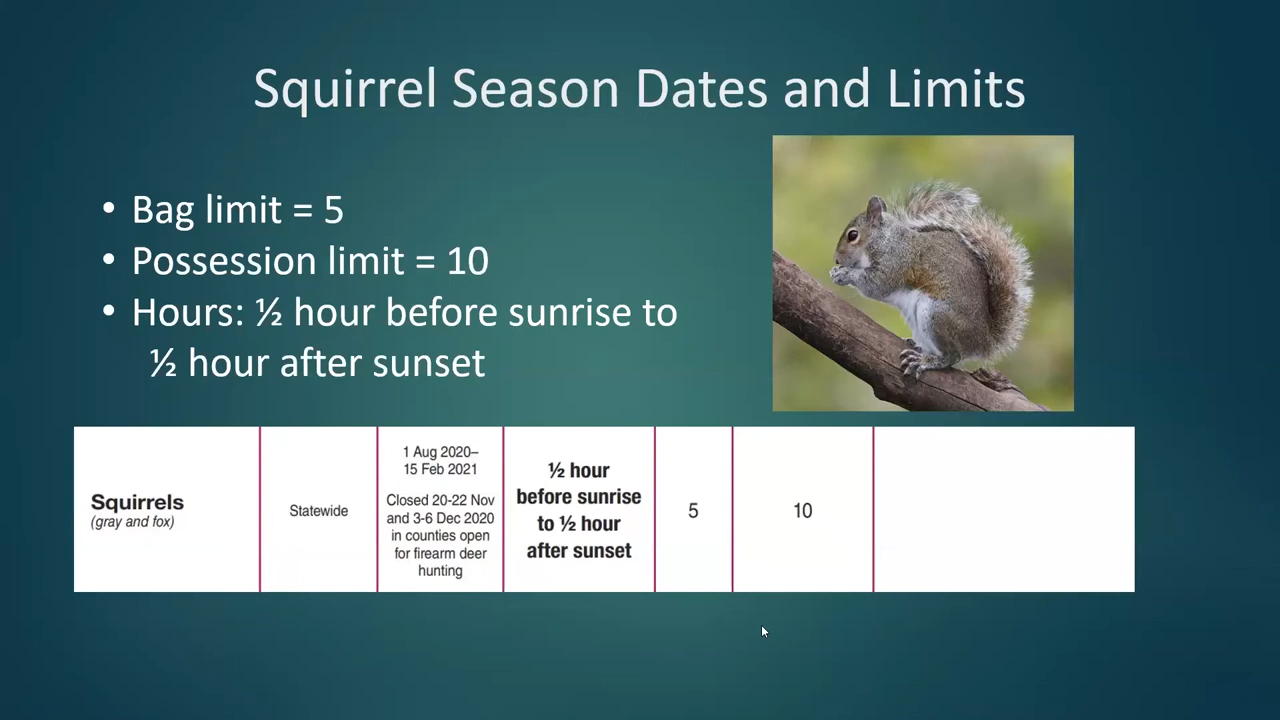 Squirrel Season Dates and Limits
• Bag limit = 5
• Possession limit = 10
• Hours: ½ hour before sunrise to
½ hour after sunset
Squirrels
(gray and fox)
Statewide
1 Aug 2020–
15 Feb 2021
Closed 20-22 Nov
and 3-6 Dec 2020
in counties open
for firearm deer
hunting
½ hour
before sunrise
to ½ hour
after sunset
5
10